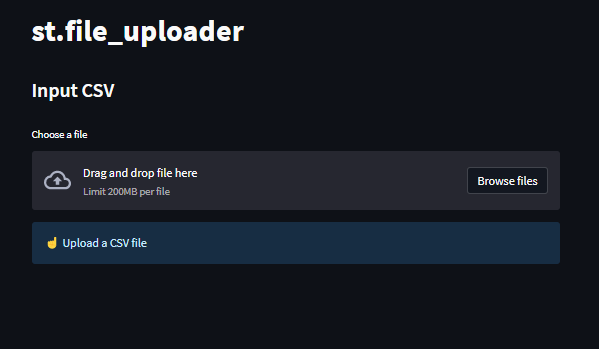 st.file_uploader
Input CSV
Choose a file
Drag and drop file here
Limit 200MB per file
Browse files
☝️ Upload a CSV file